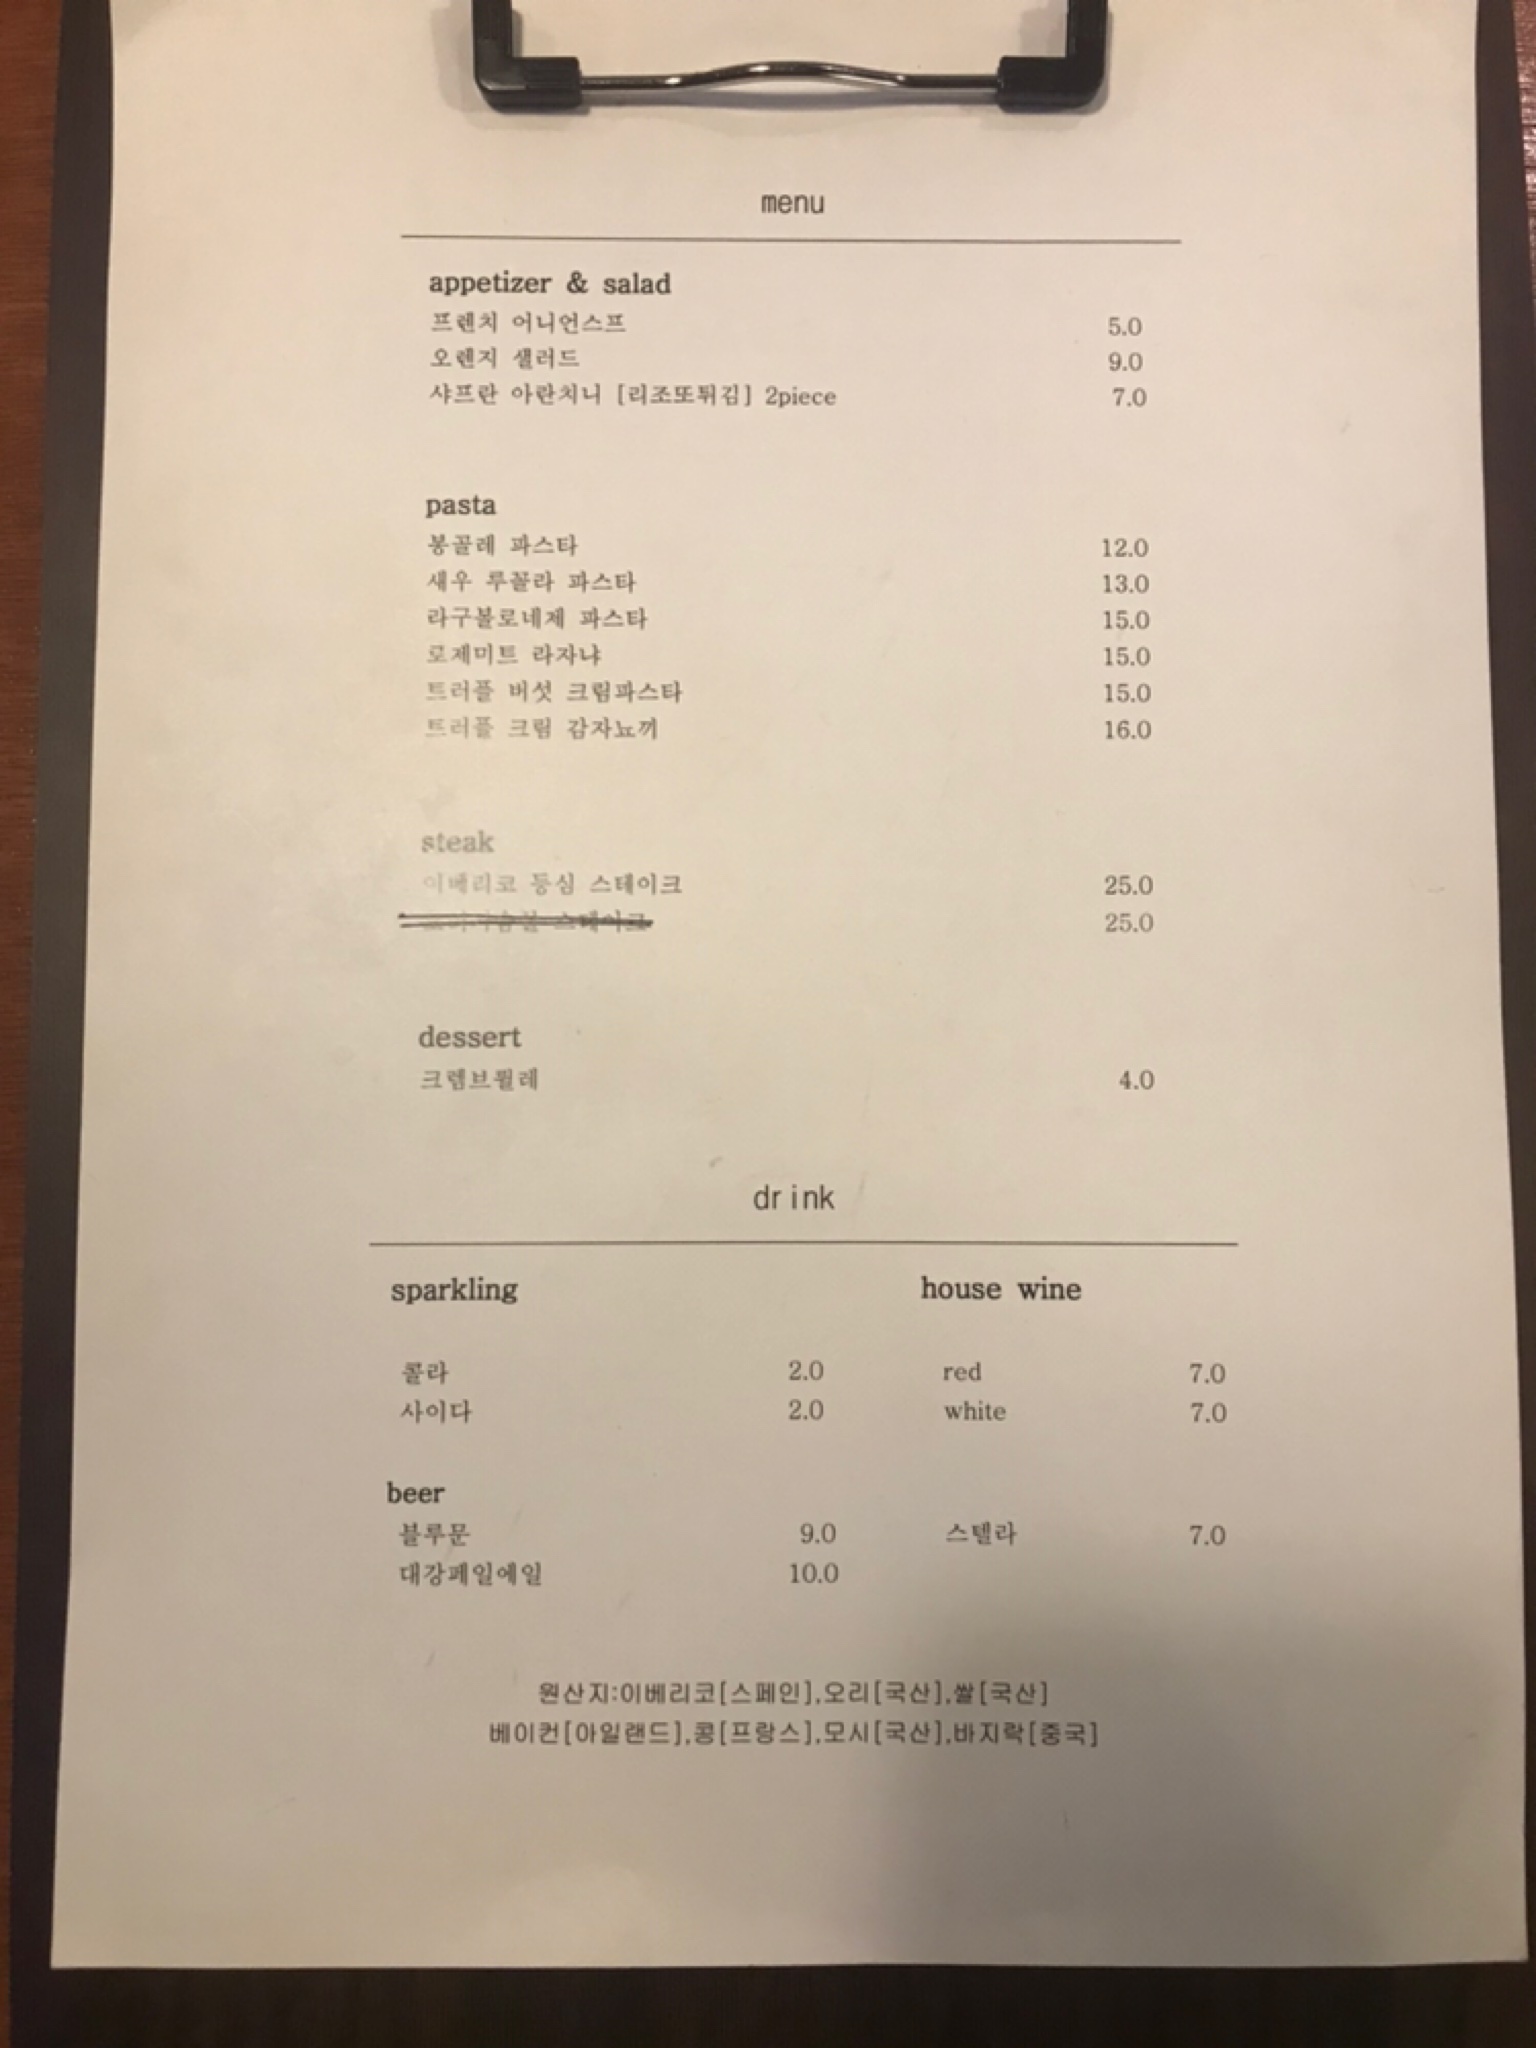 menu
appetizer & salad
프렌치 어니언스프 5.0
오렌지 샐러드 9.0
샤프란 아란치니 [리조또튀김] 2piece 7.0
pasta
봉골레 파스타 12.0
새우 루꼴라 파스타 13.0
라구볼로네제 파스타 15.0
로제미트 라자냐 15.0
트러플 버섯 크림파스타 15.0
트러플 크림 감자뇨끼 16.0
steak
이베리코 등심 스테이크 25.0
스테이크 25.0
dessert
크렘브륄레 4.0
drink
sparkling house wine
콜라 2.0 red 7.0
사이다 2.0 white 7.0
beer
블루문 9.0 스텔라 7.0
대강페일에일 10.0
원산지:이베리코[스페인],오리[국산],쌀[국산]
베이컨[아일랜드],콩[프랑스],모시[국산],바지락[중국]